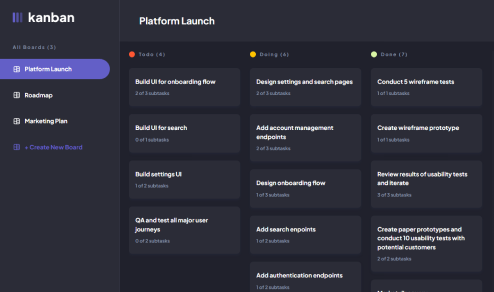 kanban
Platform Launch
All Boards (3)
Platform Launch
Roadmap
Marketing Plan
+ Create New Board
Todo (4)
Build UI for onboarding flow
2 of 3 subtasks
Build UI for search
0 of 1 subtasks
Build settings UI
1 of 2 subtasks
QA and test all major user
journeys
0 of 2 subtasks
Doing (6)
Design settings and search pages
2 of 3 subtasks
Add account management
endpoints
2 of 3 subtasks
Design onboarding flow
1 of 3 subtasks
Add search enpoints
1 of 2 subtasks
Add authentication endpoints
1 of 3 subtasks
Done (7)
Conduct 5 wireframe tests
1 of 1 subtasks
Create wireframe prototype
1 of 1 subtasks
Review results of usability tests
and iterate
3 of 3 subtasks
Create paper prototypes and
conduct 10 usability tests with
potential customers
2 of 2 subtasks